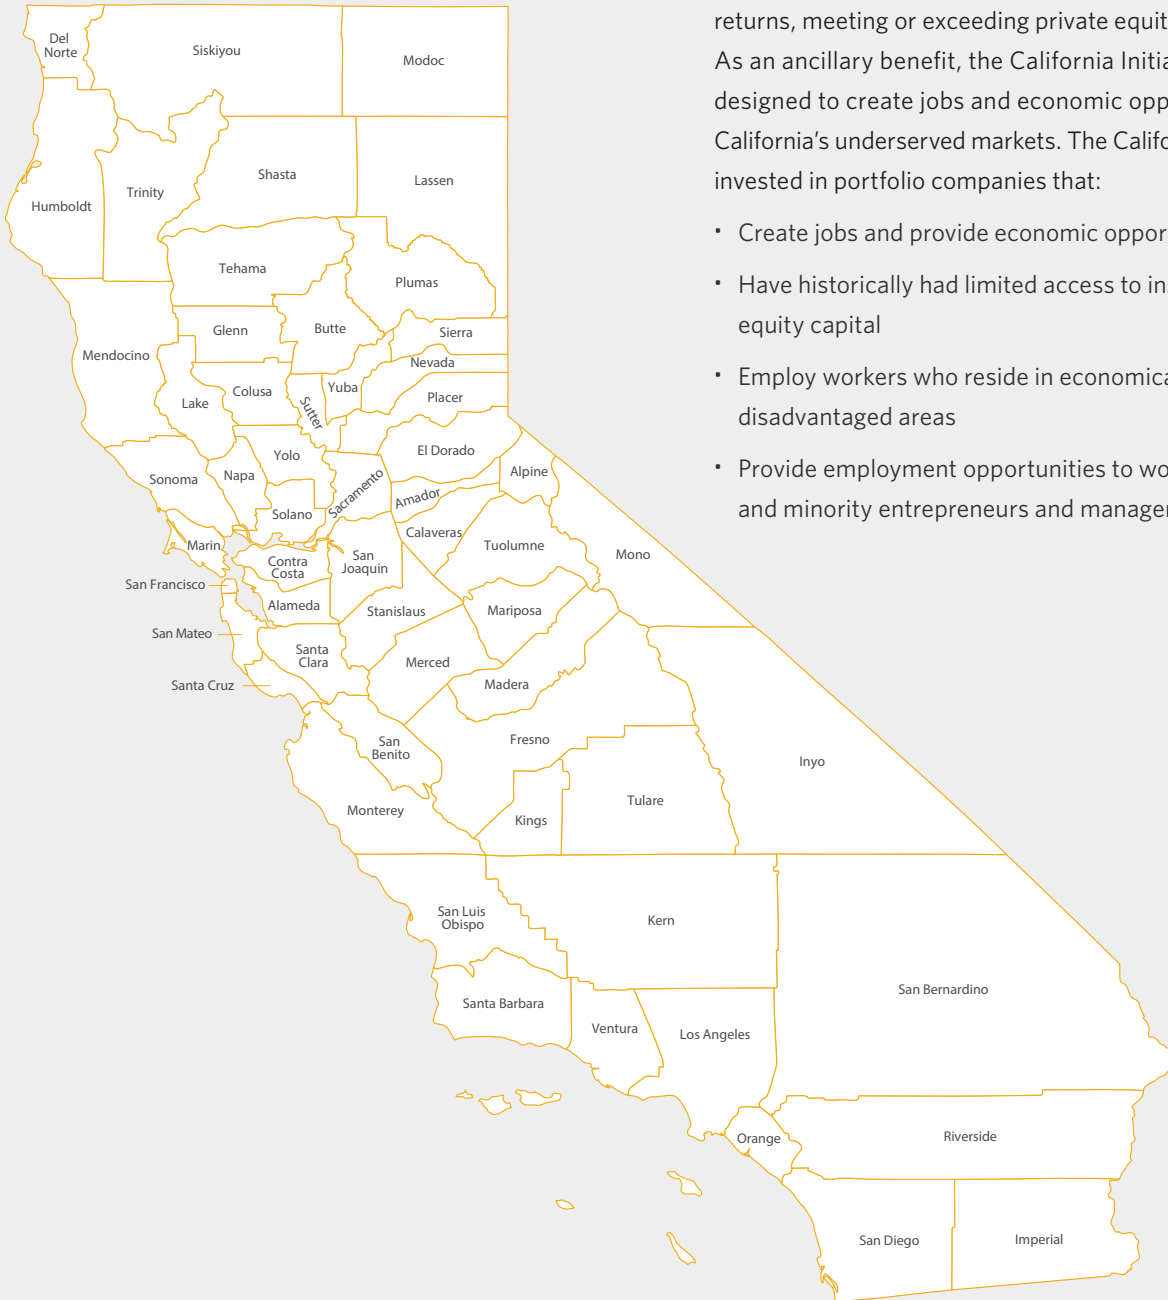 returns, meeting or exceeding private equit
As an ancillary benefit, the California Initia
designed to create jobs and economic opp
California's underserved markets. The Califo
invested in portfolio companies that:
• Create jobs and provide economic oppor
• Have historically had limited access to ins
equity capital
• Employ workers who reside in economica
disadvantaged areas
• Provide employment opportunities to wo
and minority entrepreneurs and manager
Del
Norte
Siskiyou
Modoc
Humboldt
Trinity
Shasta
Lassen
Tehama
Plumas
Mendocino
Glenn
Butte
Sierra
Nevada
Lake
Colusa
Sutter
Yuba
Placer
Sonoma
Napa
Yolo
El Dorado
Alpine
Solano
Sacramento
Amador
Marin
Calaveras
Tuolumne
Mono
Contra
Costa
San
Joaquin
San Francisco
Alameda
Stanislaus
Mariposa
San Mateo
Santa
Clara
Merced
Santa Cruz
Madera
San
Benito
Fresno
Inyo
Monterey
Kings
Tulare
San Luis
Obispo
Kern
San Bernardino
Santa Barbara
Ventura
Los Angeles
Orange
Riverside
San Diego
Imperial